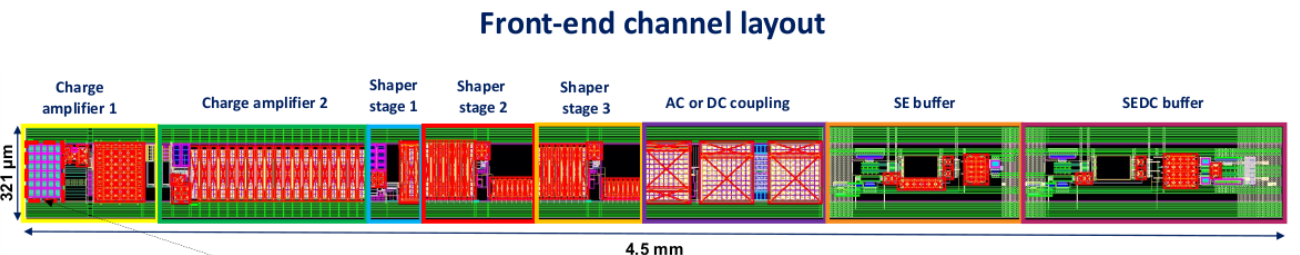 Front-end channel layout
Charge
amplifier 1
Charge amplifier 2
Shaper
stage 1
Shaper
stage 2
Shaper
stage 3
AC or DC coupling
SE buffer
SEDC buffer
321 µm
4.5 mm